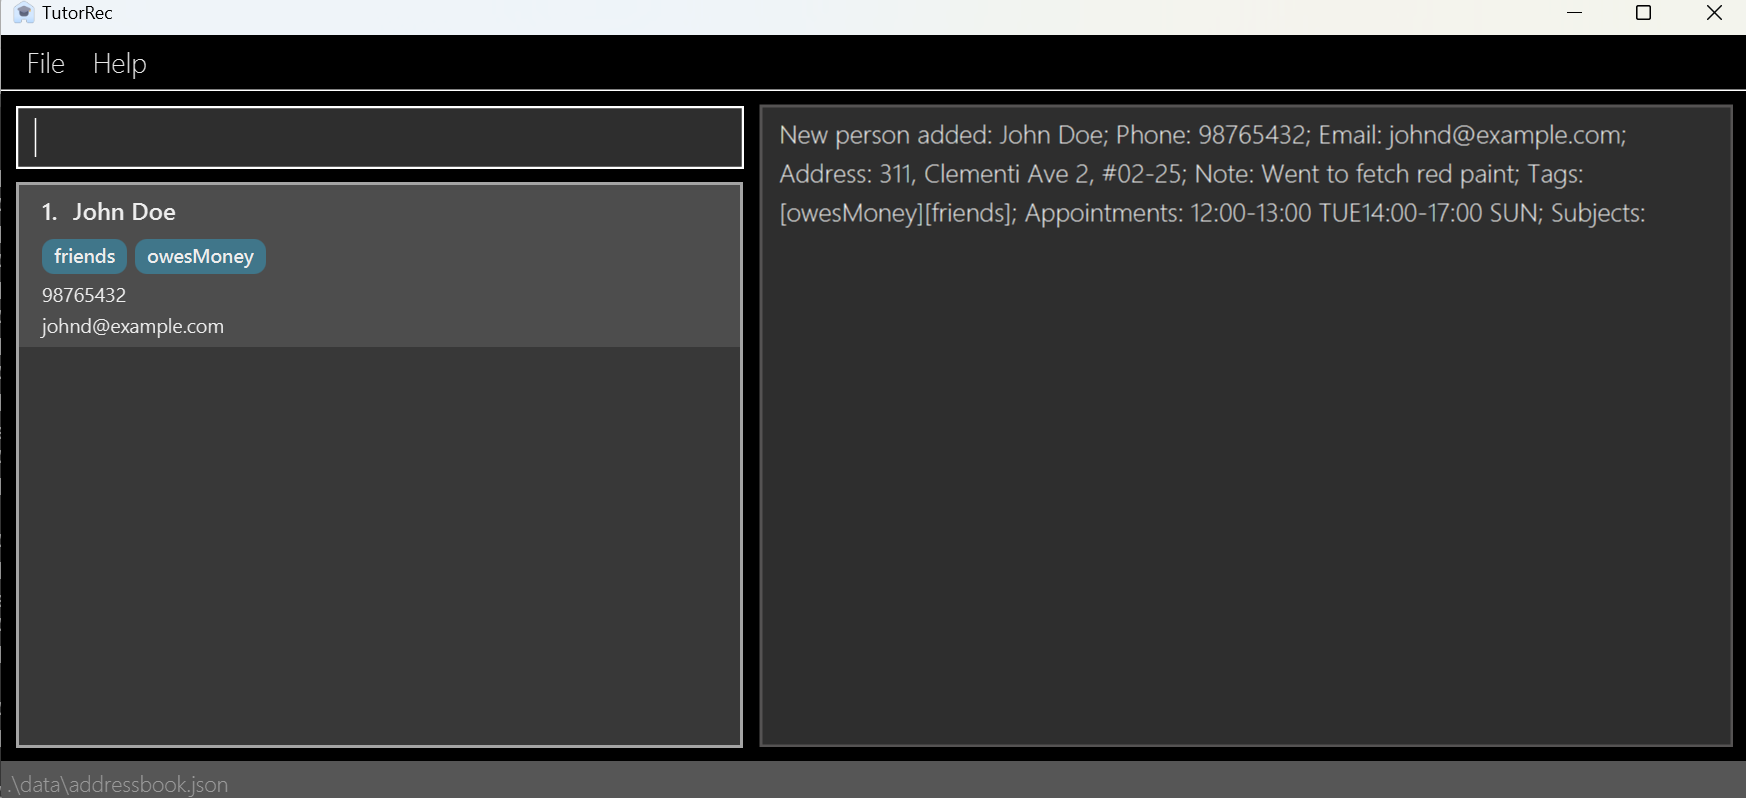 TutorRec
File Help
1. John Doe
friends owesMoney
98765432
johnd@example.com
New person added: John Doe; Phone: 98765432; Email: johnd@example.com;
Address: 311, Clementi Ave 2, #02-25; Note: Went to fetch red paint; Tags:
[owesMoney][friends]; Appointments: 12:00-13:00 TUE14:00-17:00 SUN; Subjects:
.\data\addressbook.json